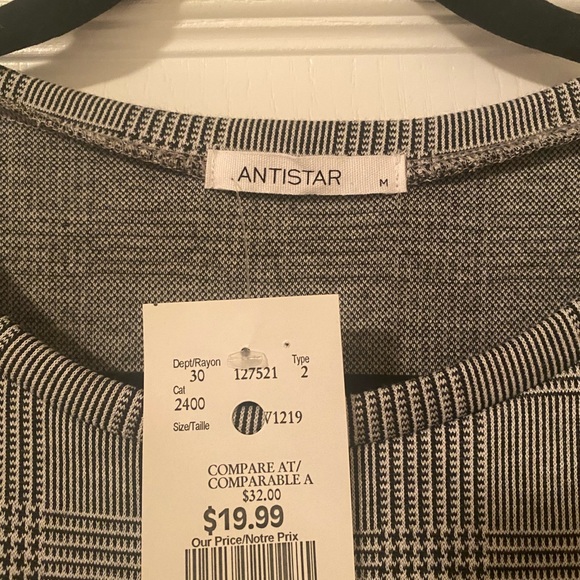 ANTISTAR M
Dept/Rayon Type
30 127521 2
Cat
2400 V1219
Size/Taille
COMPARE AT/
COMPARABLE A
$32.00
$19.99
Our Price/Notre Prix